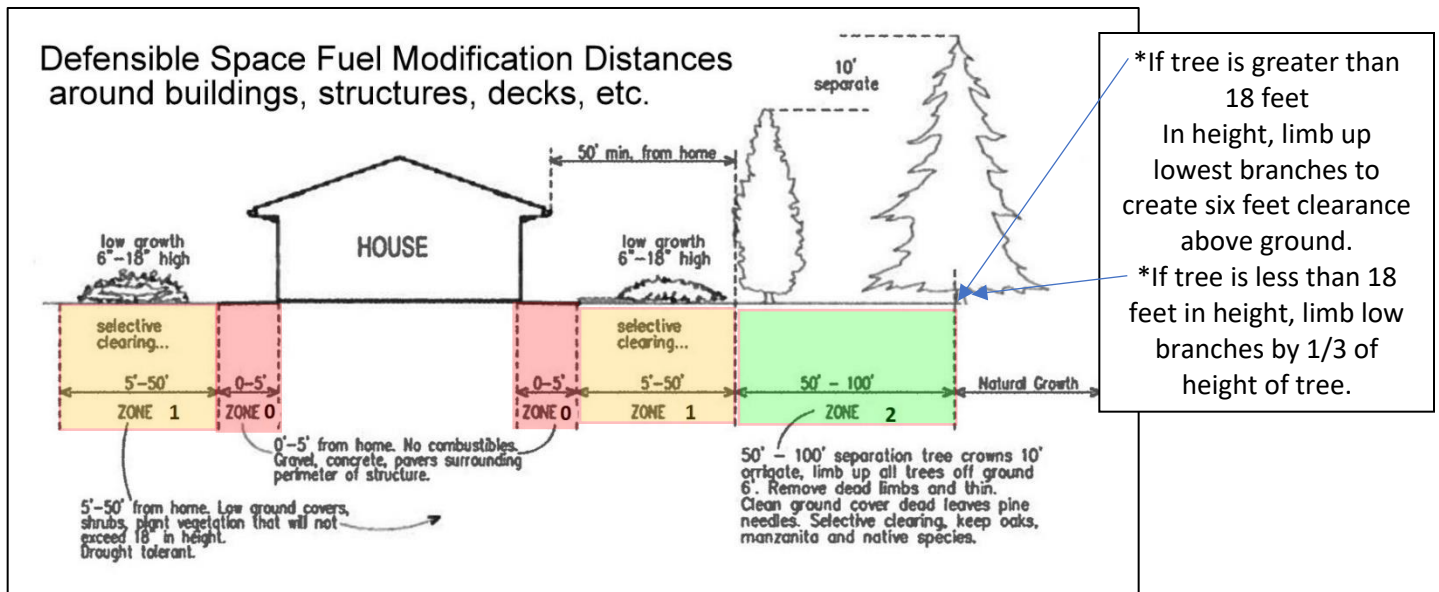 Defensible Space Fuel Modification Distances
around buildings, structures, decks, etc.
10'
separate
50' min. from home
low growth
6"-18" high
HOUSE
low growth
6"-18" high
selective
clearing...
selective
clearing...
5'-50'
0-5'
0-5'
5'-50'
50' - 100'
Natural Growth
ZONE 1
ZONE 0
ZONE 0
ZONE 1
ZONE 2
0'-5' from home. No combustibles.
Gravel, concrete, pavers surrounding
perimeter of structure.
5'-50' from home. Low ground covers,
shrubs, plant vegetation that will not
exceed 18" in height.
Drought tolerant.
50' - 100' separation tree crowns 10'
orrigate, limb up all trees off ground
6'. Remove dead limbs and thin.
Clean ground cover dead leaves pine
needles. Selective clearing, keep oaks,
manzanita and native species.
*If tree is greater than
18 feet
In height, limb up
lowest branches to
create six feet clearance
above ground.
*If tree is less than 18
feet in height, limb low
branches by 1/3 of
height of tree.